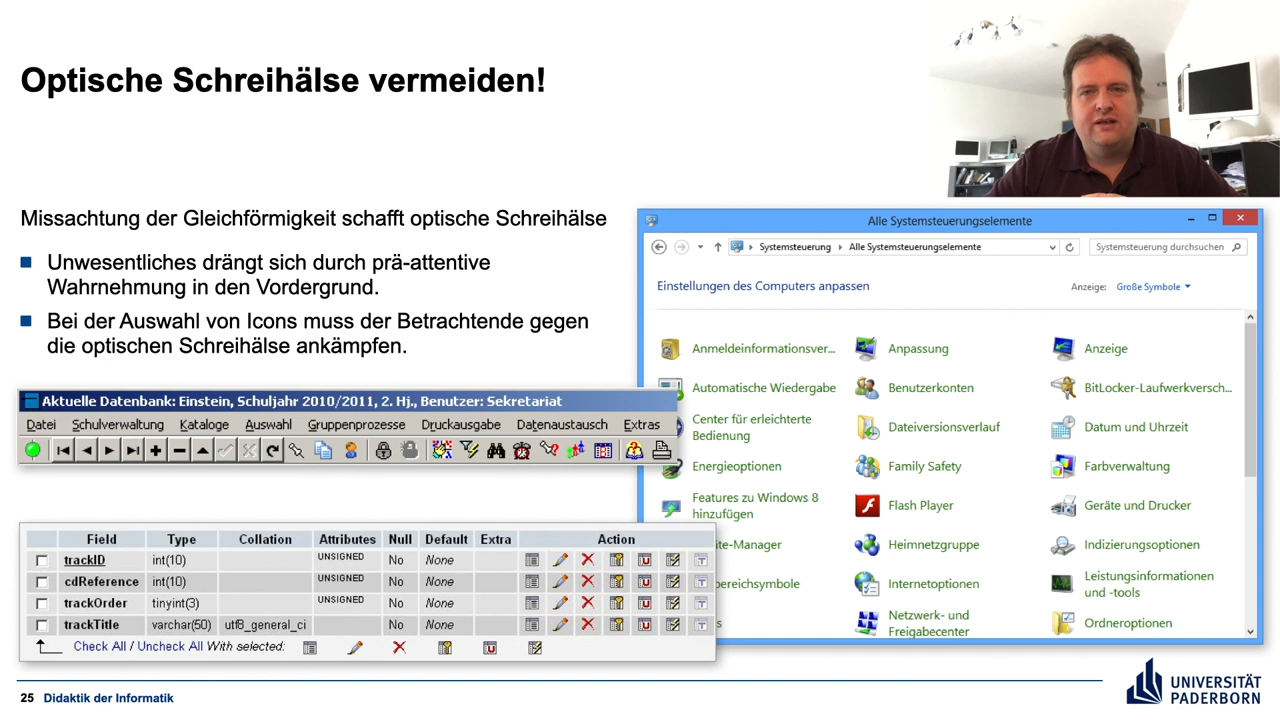 Optische Schreihälse vermeiden!
Missachtung der Gleichförmigkeit schafft optische Schreihälse
Unwesentliches drängt sich durch prä-attentive
Wahrnehmung in den Vordergrund.
Bei der Auswahl von Icons muss der Betrachtende gegen
die optischen Schreihälse ankämpfen.
Aktuelle Datenbank: Einstein, Schuljahr 2010/2011, 2. Hj., Benutzer: Sekretariat
Datei Schulverwaltung Kataloge Auswahl Gruppenprozesse Druckausgabe Datenaustausch Extras
Field Type Collation Attributes Null Default Extra Action
trackID int(10) UNSIGNED No None
cdReference int(10) UNSIGNED No None
trackOrder tinyint(3) UNSIGNED No None
trackTitle varchar(50) utf8_general_ci No None
Check All / Uncheck All With selected:
Alle Systemsteuerungselemente
Systemsteuerung Alle Systemsteuerungselemente Systemsteuerung durchsuchen
Einstellungen des Computers anpassen Anzeige: Große Symbole
Anmeldeinformationsver... Anpassung Anzeige
Automatische Wiedergabe Benutzerkonten BitLocker-Laufwerkversch...
Center für erleichterte
Bedienung Dateiversionsverlauf Datum und Uhrzeit
Energieoptionen Family Safety Farbverwaltung
Features zu Windows 8
hinzufügen Flash Player Geräte und Drucker
te-Manager Heimnetzgruppe Indizierungsoptionen
bereichsymbole Internetoptionen Leistungsinformationen
und -tools
s Netzwerk- und
Freigabecenter Ordneroptionen
25 Didaktik der Informatik
UNIVERSITÄT
PADERBORN